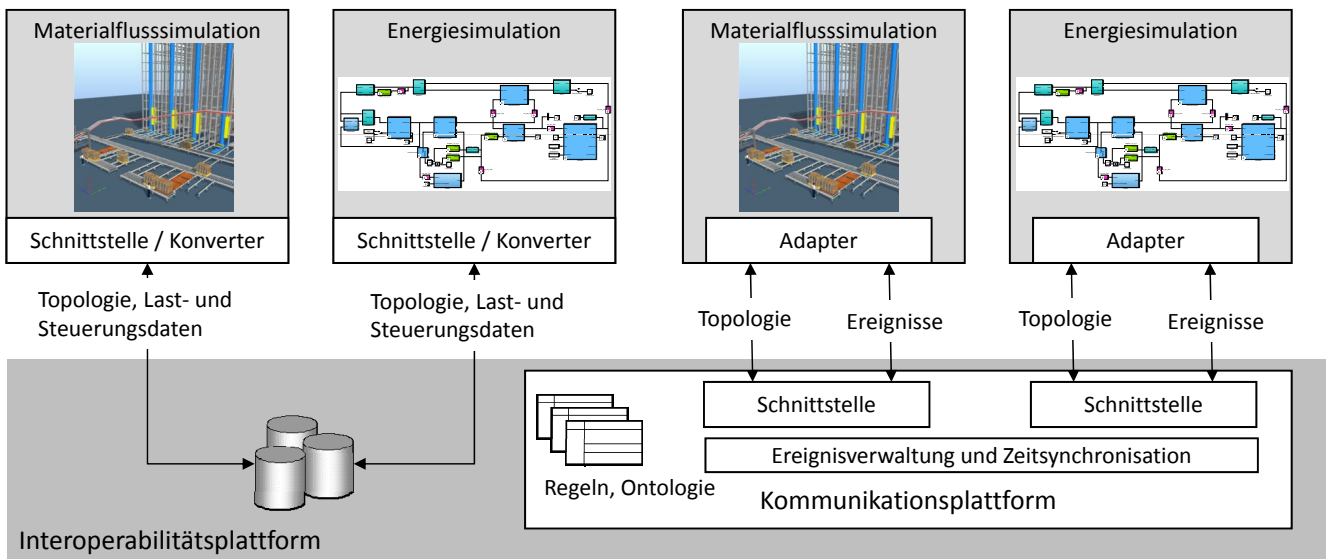 Materialflusssimulation
Energiesimulation
Materialflusssimulation
Energiesimulation
Schnittstelle / Konverter
Schnittstelle / Konverter
Adapter
Adapter
Topologie, Last- und
Steuerungsdaten
Topologie, Last- und
Steuerungsdaten
Topologie
Ereignisse
Topologie
Ereignisse
Schnittstelle
Schnittstelle
Ereignisverwaltung und Zeitsynchronisation
Regeln, Ontologie
Kommunikationsplattform
Interoperabilitätsplattform